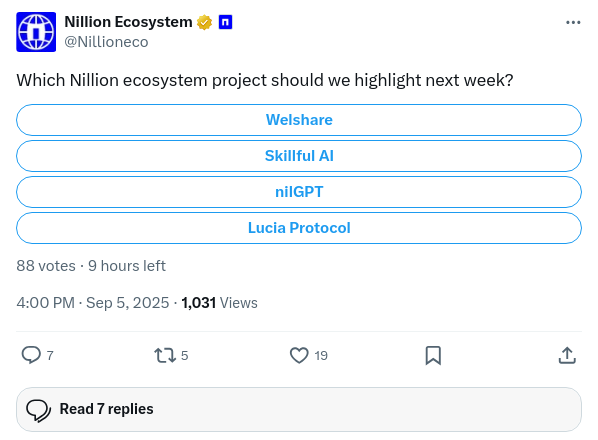 Nillion Ecosystem
@Nillioneco
Which Nillion ecosystem project should we highlight next week?
Welshare
Skillful AI
nilGPT
Lucia Protocol
88 votes · 9 hours left
4:00 PM · Sep 5, 2025 · 1,031 Views
7 5 19
Read 7 replies